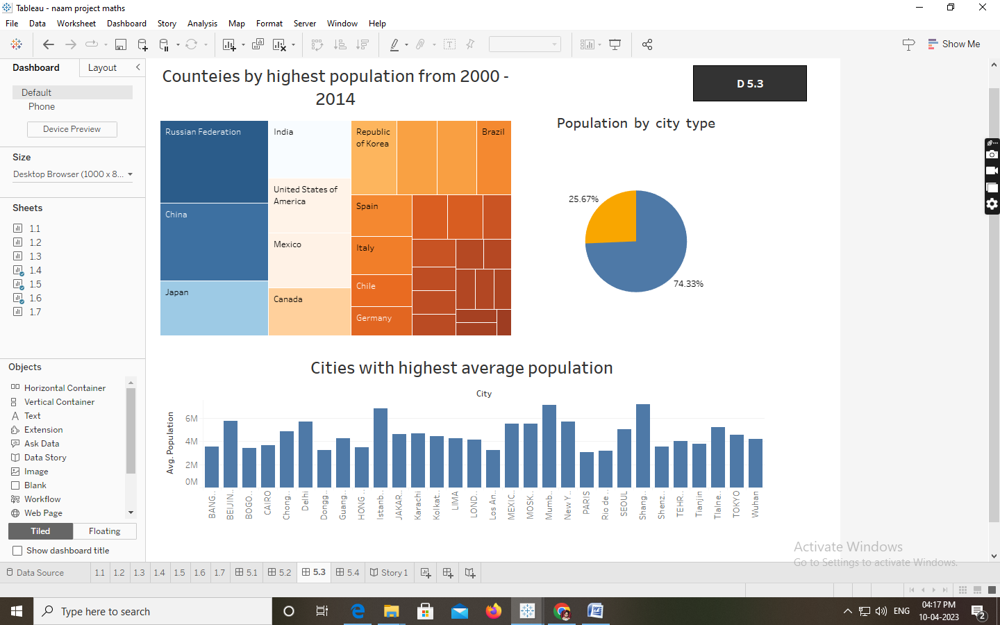 Tableau - naam project maths
File Data Worksheet Dashboard Story Analysis Map Format Server Window Help
Show Me
Dashboard Layout
Default
Phone
Device Preview
Size
Desktop Browser (1000 x 8...
Sheets
1.1
1.2
1.3
1.4
1.5
1.6
1.7
Objects
Horizontal Container
Vertical Container
Text
Extension
Ask Data
Data Story
Image
Blank
Workflow
Web Page
Tiled Floating
Show dashboard title
Counteies by highest population from 2000 -
2014
D 5.3
Russian Federation
China
Japan
India
United States of
America
Mexico
Canada
Republic
of Korea
Brazil
Spain
Italy
Chile
Germany
Population by city type
25.67%
74.33%
Cities with highest average population
City
Avg. Population
6M
4M
2M
0M
BANG..
BEIJIN..
BOGO..
CAIRO
Chong..
Delhi
Dongg..
Guang..
HONG ..
Istanb..
JAKAR..
Karachi
Kolkat..
LIMA
LOND..
Los An..
MEXIC..
MOSK..
Mumb..
New Y..
PARIS
Rio de ..
SEOUL
Shang..
Shenz..
TEHR..
Tianjin
Tlalne..
TOKYO
Wuhan
Activate Windows
Go to Settings to activate Windows.
Data Source 1.1 1.2 1.3 1.4 1.5 1.6 1.7 5.1 5.2 5.3 5.4 Story 1
Type here to search
ENG
04:17 PM
10-04-2023
2